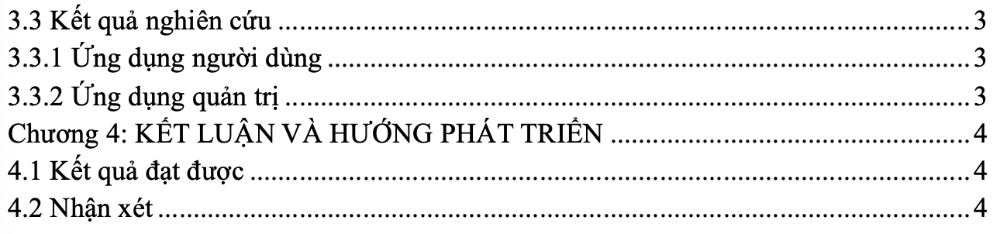 3.3 Kết quả nghiên cứu ........................................................................................................ 3
3.3.1 Ứng dụng người dùng ................................................................................................ 3
3.3.2 Ứng dụng quản trị ...................................................................................................... 3
Chương 4: KẾT LUẬN VÀ HƯỚNG PHÁT TRIỂN ...................................................... 4
4.1 Kết quả đạt được ............................................................................................................ 4
4.2 Nhận xét .......................................................................................................................... 4